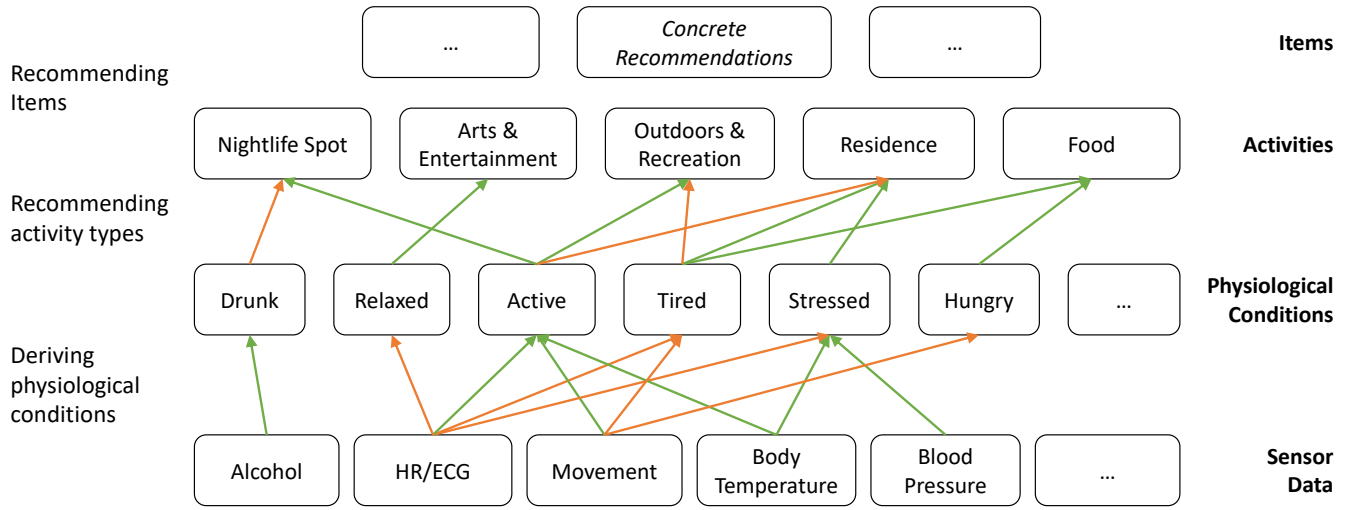 ...
Concrete
Recommendations
...
Items
Recommending
Items
Nightlife Spot
Arts &
Entertainment
Outdoors &
Recreation
Residence
Food
Activities
Recommending
activity types
Drunk
Relaxed
Active
Tired
Stressed
Hungry
...
Physiological
Conditions
Deriving
physiological
conditions
Alcohol
HR/ECG
Movement
Body
Temperature
Blood
Pressure
...
Sensor
Data